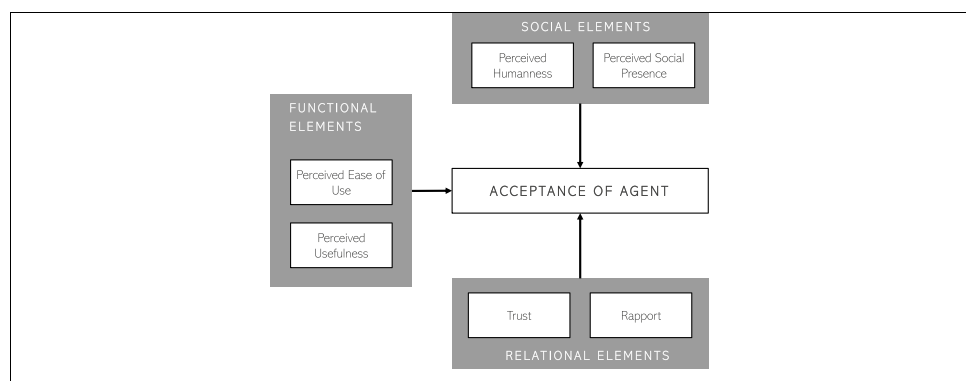 SOCIAL ELEMENTS
Perceived
Humanness
Perceived Social
Presence
FUNCTIONAL
ELEMENTS
Perceived Ease of
Use
Perceived
Usefulness
ACCEPTANCE OF AGENT
Trust
Rapport
RELATIONAL ELEMENTS